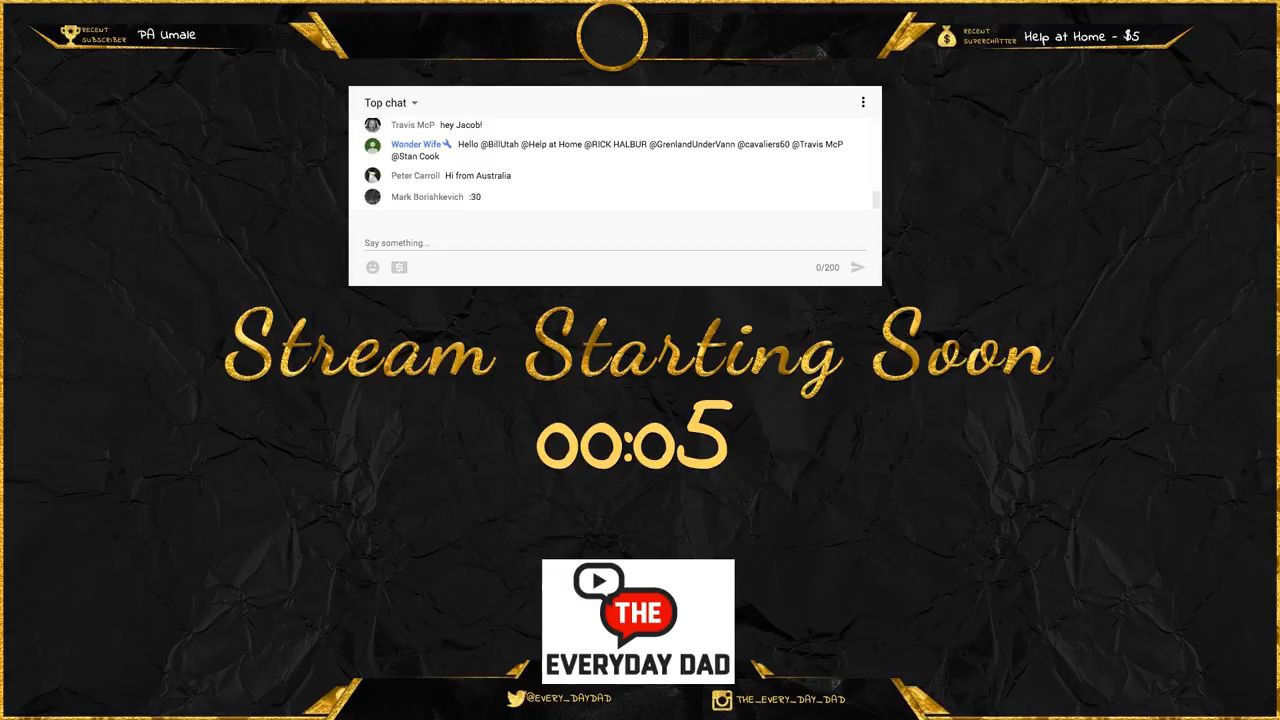 RECENT
SUBSCRIBER
PA Umale
RECENT
SUPERCHATTER
Help at Home - $5
Top chat
Travis McP hey Jacob!
Wonder Wife Hello @BillUtah @Help at Home @RICK HALBUR @GrenlandUnderVann @cavaliers60 @Travis McP
@Stan Cook
Peter Carroll Hi from Australia
Mark Borishkevich :30
Say something...
0/200
Stream Starting Soon
00:05
THE
EVERYDAY DAD
@EVERY_DAYDAD
THE_EVERY_DAY_DAD